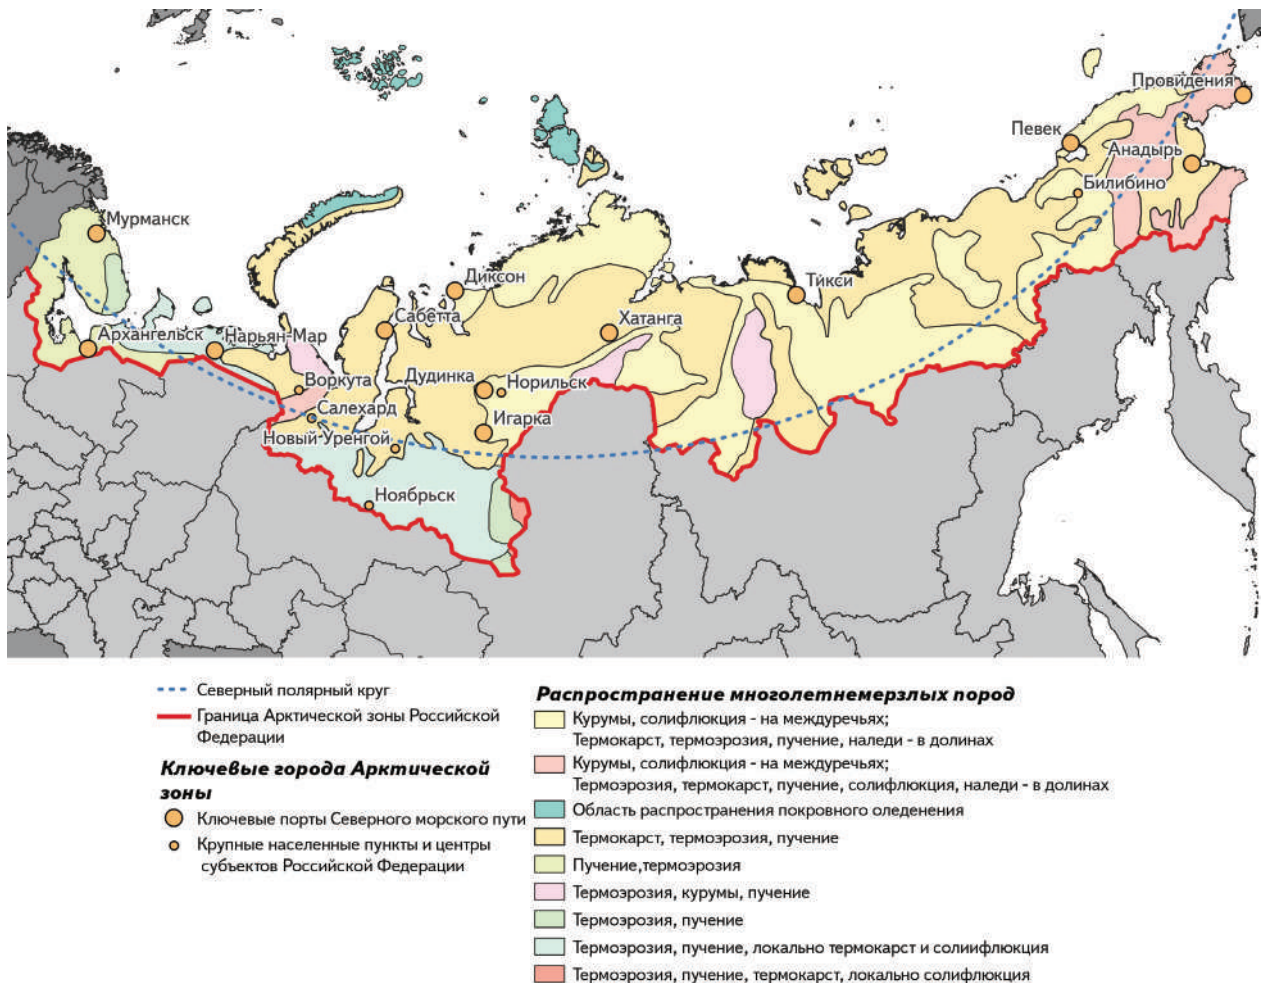 Провидения
Певек
Анадырь
Билибино
Мурманск
Диксон
Тикси
Сабетта
Хатанга
Архангельск
Нарьян-Мар
Воркута
Дудинка
Норильск
Салехард
Игарка
Новый Уренгой
Ноябрьск
Северный полярный круг
Граница Арктической зоны Российской
Федерации
Ключевые города Арктической
зоны
Ключевые порты Северного морского пути
Крупные населенные пункты и центры
субъектов Российской Федерации
Распространение многолетнемерзлых пород
Курумы, солифлюкция - на междуречьях;
Термокарст, термоэрозия, пучение, наледи - в долинах
Курумы, солифлюкция - на междуречьях;
Термоэрозия, термокарст, пучение, солифлюкция, наледи - в долинах
Область распространения покровного оледенения
Термокарст, термоэрозия, пучение
Пучение,термоэрозия
Термоэрозия, курумы, пучение
Термоэрозия, пучение
Термоэрозия, пучение, локально термокарст и солиифлюкция
Термоэрозия, пучение, термокарст, локально солифлюкция